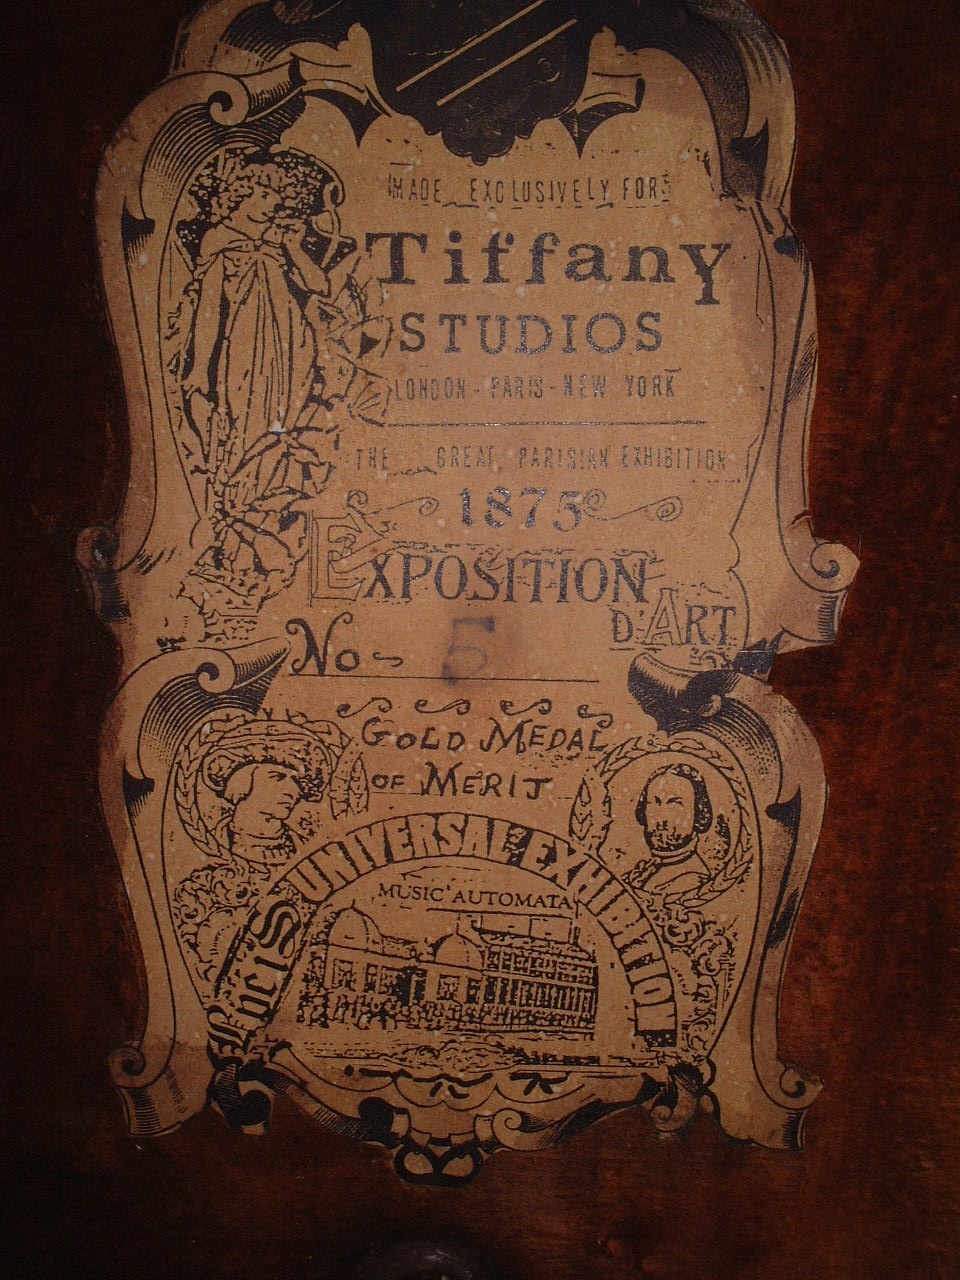 MADE EXCLUSIVELY FOR
Tiffany
STUDIOS
LONDON - PARIS - NEW YORK
THE GREAT PARISIAN EXHIBITION
1875
EXPOSITION
D'ART
No- 5
GOLD MEDAL
OF MERIT
UNIVERSAL EXHIBITION
MUSIC AUTOMATA